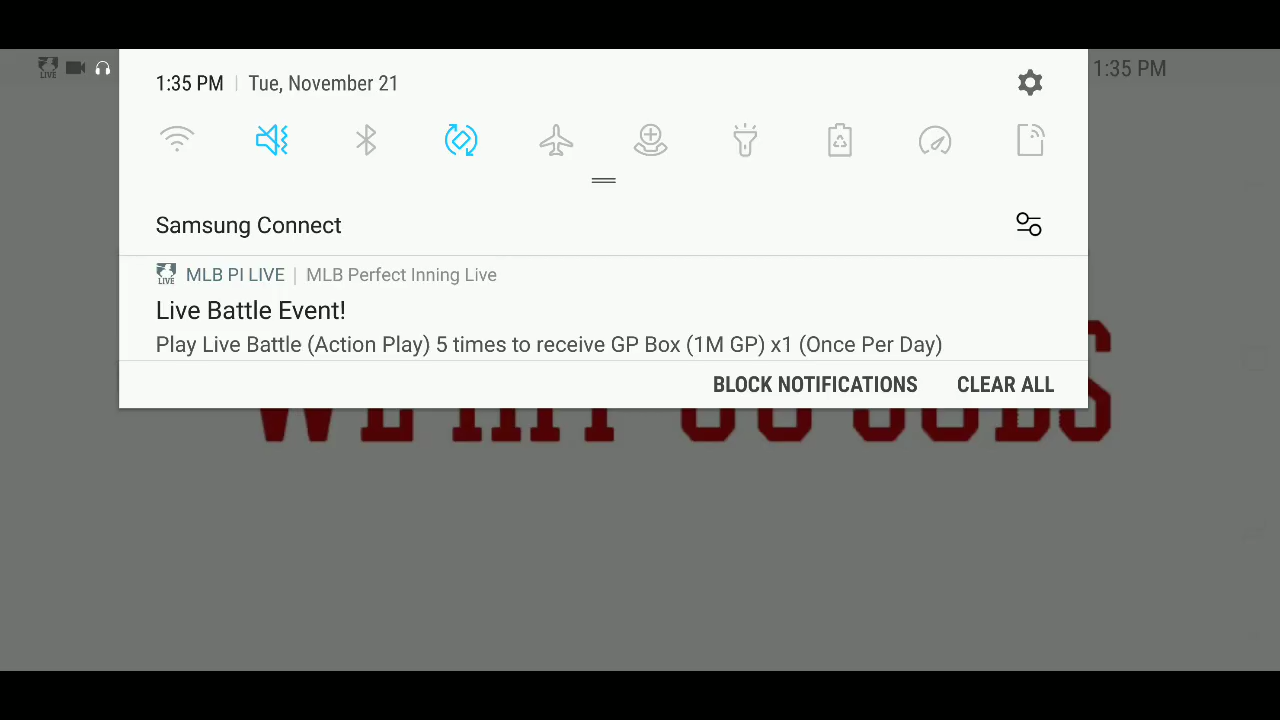 LIVE
1:35 PM
1:35 PM | Tue, November 21
Samsung Connect
LIVE MLB PI LIVE | MLB Perfect Inning Live
Live Battle Event!
Play Live Battle (Action Play) 5 times to receive GP Box (1M GP) x1 (Once Per Day)
BLOCK NOTIFICATIONS CLEAR ALL